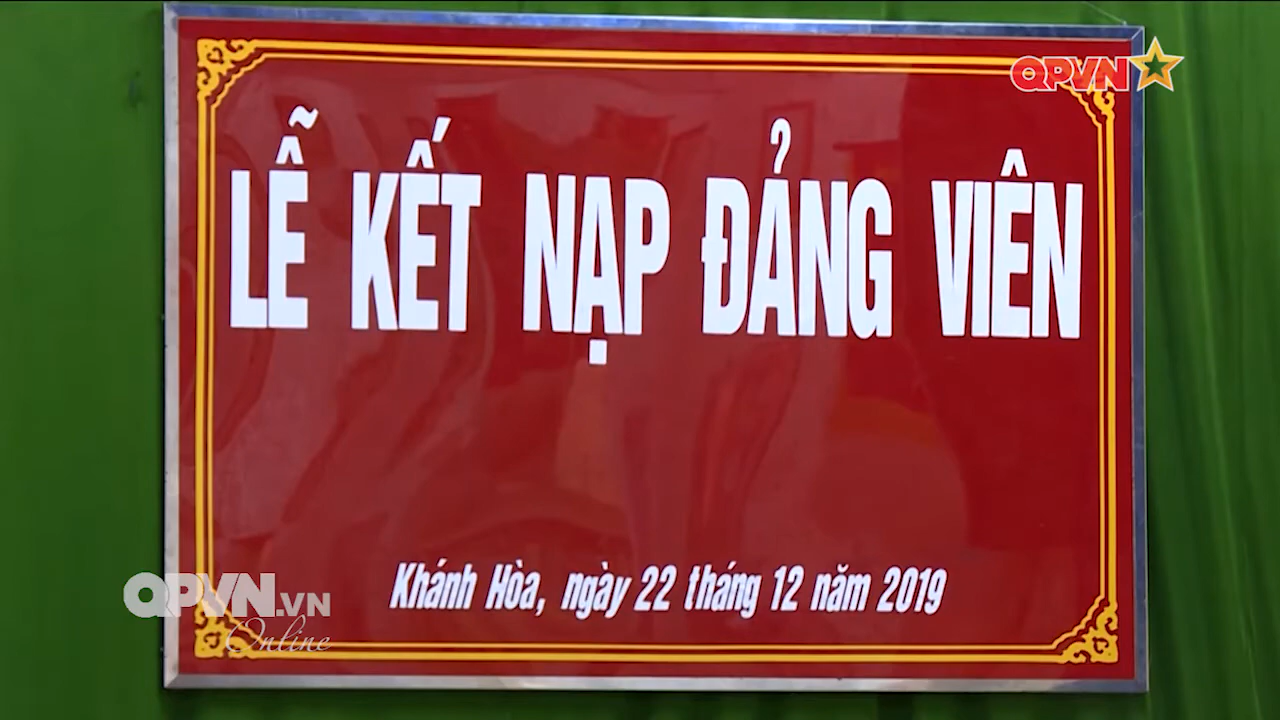 QPVN
LỄ KẾT NẠP ĐẢNG VIÊN
Khánh Hòa, ngày 22 tháng 12 năm 2019
QPVN.VN
Online